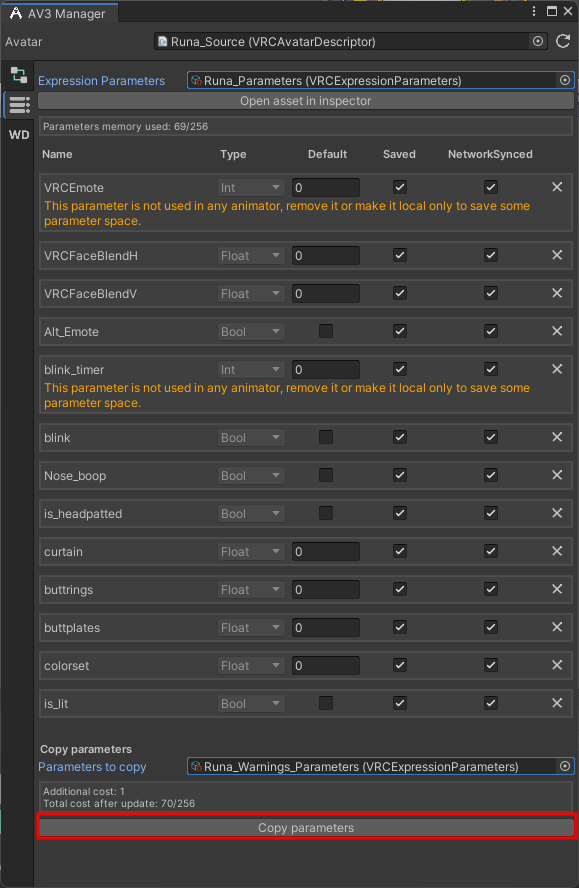 AV3 Manager
Avatar
Runa_Source (VRCAvatarDescriptor)
Expression Parameters
Runa_Parameters (VRCExpressionParameters)
Open asset in inspector
WD
Parameters memory used: 69/256
Name Type Default Saved NetworkSynced
VRCEmote Int 0
This parameter is not used in any animator, remove it or make it local only to save some
parameter space.
VRCFaceBlendH Float 0
VRCFaceBlendV Float 0
Alt_Emote Bool
blink_timer Int 0
This parameter is not used in any animator, remove it or make it local only to save some
parameter space.
blink Bool
Nose_boop Bool
is_headpatted Bool
curtain Float 0
buttrings Float 0
buttplates Float 0
colorset Float 0
is_lit Bool
Copy parameters
Parameters to copy
Runa_Warnings_Parameters (VRCExpressionParameters)
Additional cost: 1
Total cost after update: 70/256
Copy parameters